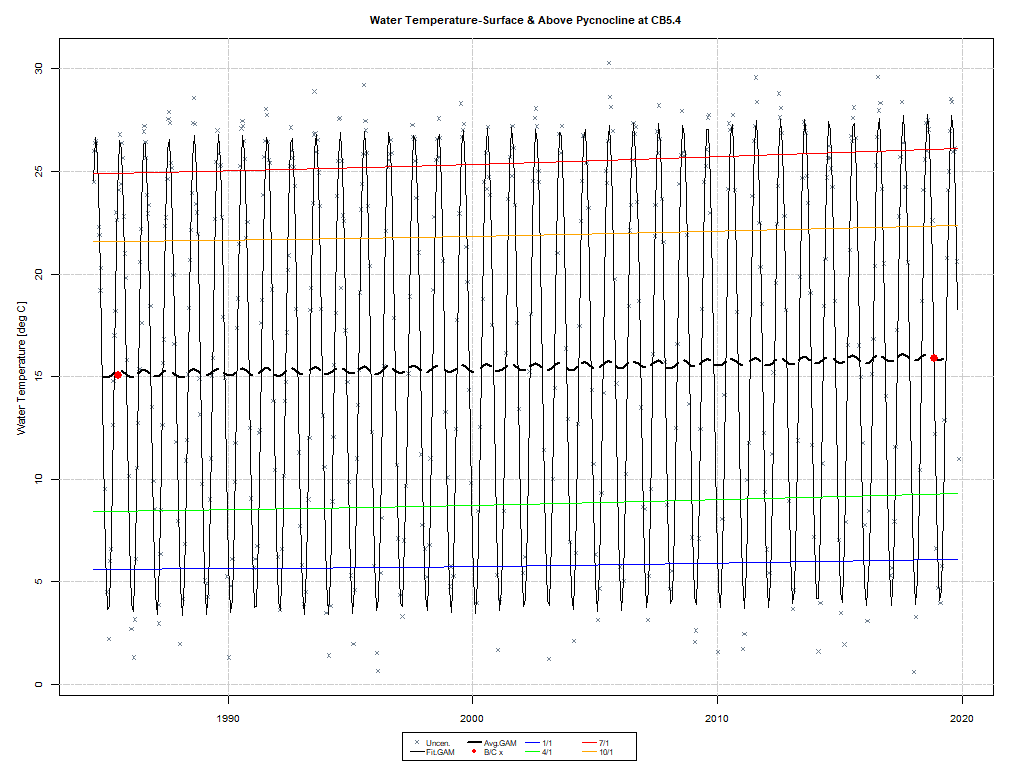 Water Temperature-Surface & Above Pycnocline at CB5.4
Water Temperature [deg C]
30
25
20
15
10
5
0
1990 2000 2010 2020
Uncen. Avg.GAM 1/1 7/1
Fit.GAM B/C x 4/1 10/1